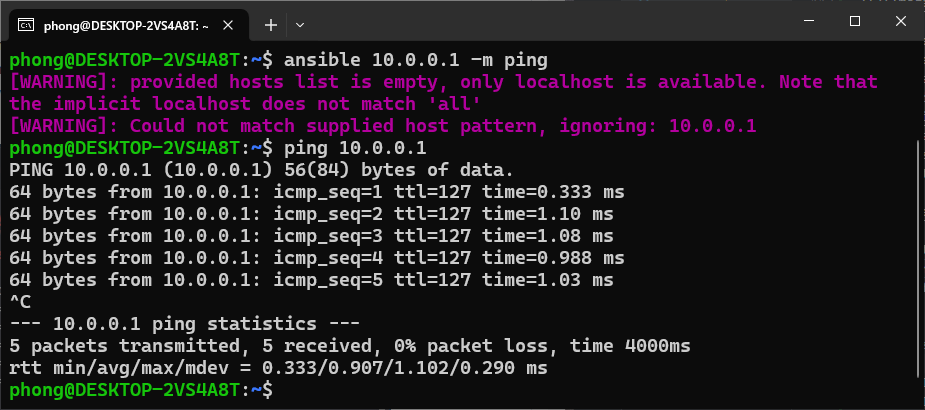 phong@DESKTOP-2VS4A8T: ~
phong@DESKTOP-2VS4A8T:~$ ansible 10.0.0.1 -m ping
[WARNING]: provided hosts list is empty, only localhost is available. Note that
the implicit localhost does not match 'all'
[WARNING]: Could not match supplied host pattern, ignoring: 10.0.0.1
phong@DESKTOP-2VS4A8T:~$ ping 10.0.0.1
PING 10.0.0.1 (10.0.0.1) 56(84) bytes of data.
64 bytes from 10.0.0.1: icmp_seq=1 ttl=127 time=0.333 ms
64 bytes from 10.0.0.1: icmp_seq=2 ttl=127 time=1.10 ms
64 bytes from 10.0.0.1: icmp_seq=3 ttl=127 time=1.08 ms
64 bytes from 10.0.0.1: icmp_seq=4 ttl=127 time=0.988 ms
64 bytes from 10.0.0.1: icmp_seq=5 ttl=127 time=1.03 ms
^C
--- 10.0.0.1 ping statistics ---
5 packets transmitted, 5 received, 0% packet loss, time 4000ms
rtt min/avg/max/mdev = 0.333/0.907/1.102/0.290 ms
phong@DESKTOP-2VS4A8T:~$